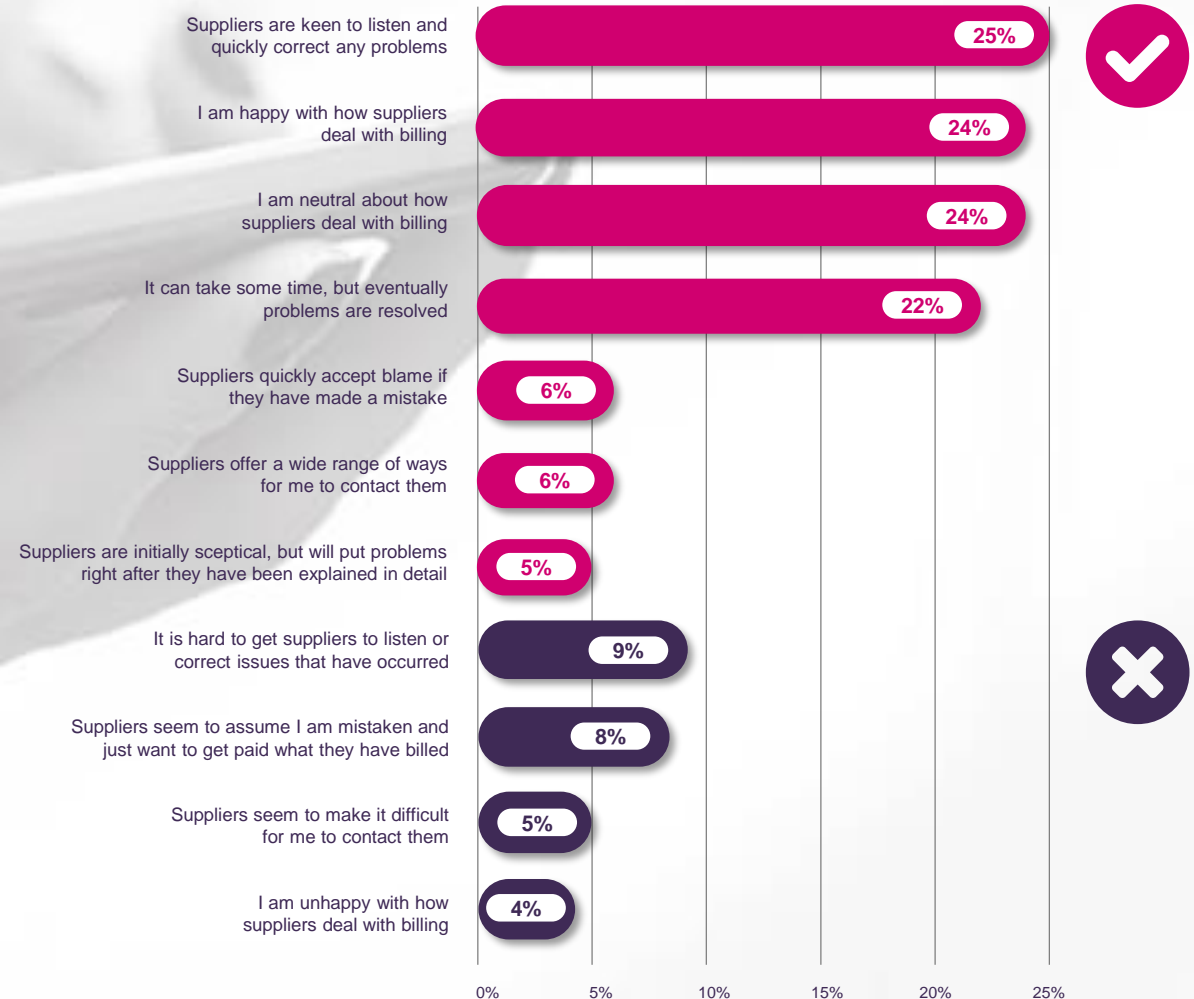 Suppliers are keen to listen and
quickly correct any problems
25%
I am happy with how suppliers
deal with billing
24%
I am neutral about how
suppliers deal with billing
24%
It can take some time, but eventually
problems are resolved
22%
Suppliers quickly accept blame if
they have made a mistake
6%
Suppliers offer a wide range of ways
for me to contact them
6%
Suppliers are initially sceptical, but will put problems
right after they have been explained in detail
5%
It is hard to get suppliers to listen or
correct issues that have occurred
9%
Suppliers seem to assume I am mistaken and
just want to get paid what they have billed
8%
Suppliers seem to make it difficult
for me to contact them
5%
I am unhappy with how
suppliers deal with billing
4%
0% 5% 10% 15% 20% 25%